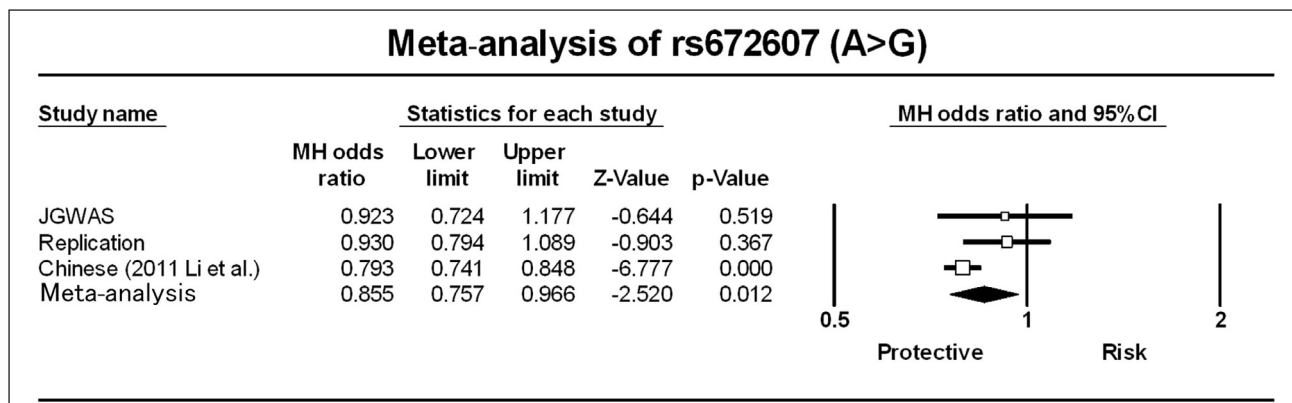 Meta-analysis of rs672607 (A>G)
Study name Statistics for each study MH odds ratio and 95%CI
MH odds Lower Upper
ratio limit limit Z-Value p-Value
JGWAS 0.923 0.724 1.177 -0.644 0.519
Replication 0.930 0.794 1.089 -0.903 0.367
Chinese (2011 Li et al.) 0.793 0.741 0.848 -6.777 0.000
Meta-analysis 0.855 0.757 0.966 -2.520 0.012
0.5 1 2
Protective Risk